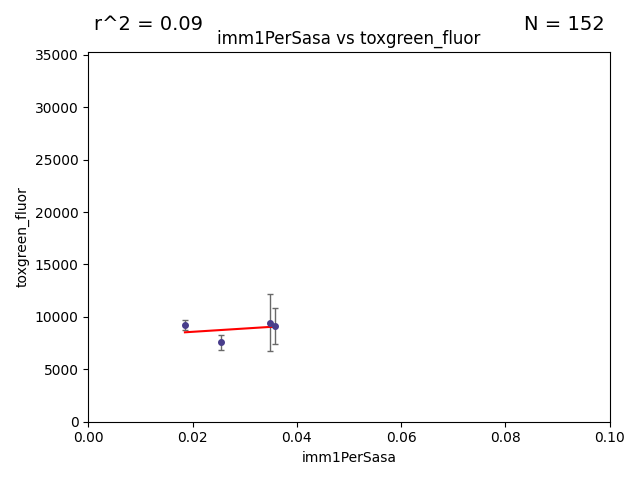 r^2 = 0.09
N = 152
imm1PerSasa vs toxgreen_fluor
35000
30000
25000
20000
15000
10000
5000
0
toxgreen_fluor
0.00
0.02
0.04
0.06
0.08
0.10
imm1PerSasa